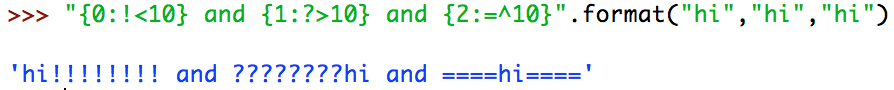 >>> "{0:!<10} and {1:?>10} and {2:=^10}".format("hi","hi","hi")
'hi!!!!!!!! and ????????hi and ====hi===='